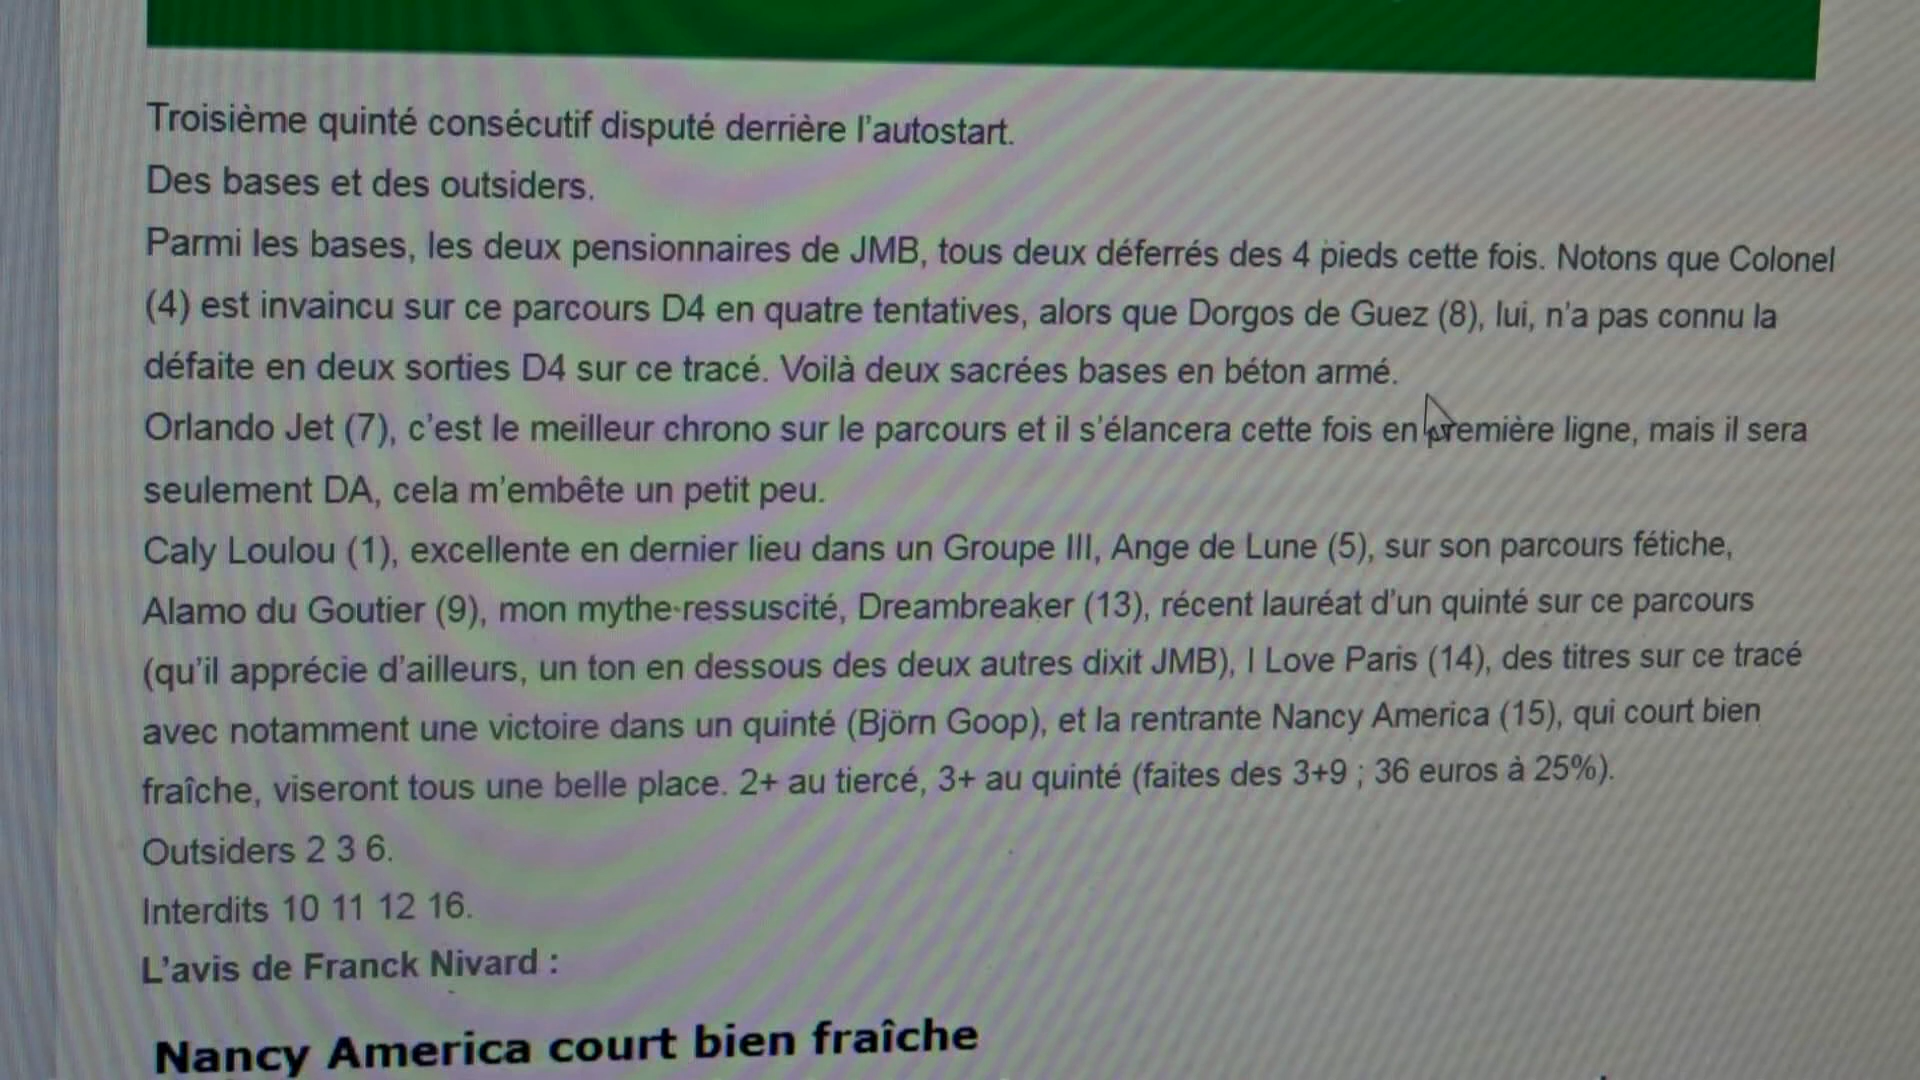 Troisième quinté consécutif disputé derrière l'autostart.
Des bases et des outsiders.
Parmi les bases, les deux pensionnaires de JMB, tous deux déferrés des 4 pieds cette fois. Notons que Colonel
(4) est invaincu sur ce parcours D4 en quatre tentatives, alors que Dorgos de Guez (8), lui, n'a pas connu la
défaite en deux sorties D4 sur ce tracé. Voilà deux sacrées bases en béton armé.
Orlando Jet (7), c'est le meilleur chrono sur le parcours et il s'élancera cette fois en première ligne, mais il sera
seulement DA, cela m'embête un petit peu.
Caly Loulou (1), excellente en dernier lieu dans un Groupe III, Ange de Lune (5), sur son parcours fétiche,
Alamo du Goutier (9), mon mythe-ressuscité, Dreambreaker (13), récent lauréat d'un quinté sur ce parcours
(qu'il apprécie d'ailleurs, un ton en dessous des deux autres dixit JMB), I Love Paris (14), des titres sur ce tracé
avec notamment une victoire dans un quinté (Björn Goop), et la rentrante Nancy America (15), qui court bien
fraîche, viseront tous une belle place. 2+ au tiercé, 3+ au quinté (faites des 3+9 ; 36 euros à 25%).
Outsiders 2 3 6.
Interdits 10 11 12 16.
L'avis de Franck Nivard :
Nancy America court bien fraîche